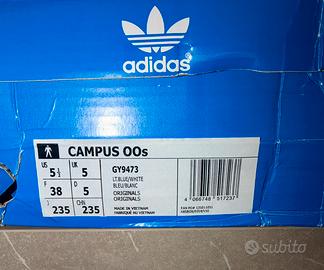 adidas
CAMPUS 00s
US
5½
UK
5
F
38
D
5
J
235
CHN
235
GY9473
LT.BLUE/WHITE
BLEU/BLANC
ORIGINALS
ORIGINALS
MADE IN VIETNAM
FABRIQUÉ AU VIETNAM
4 066748 517237
subito